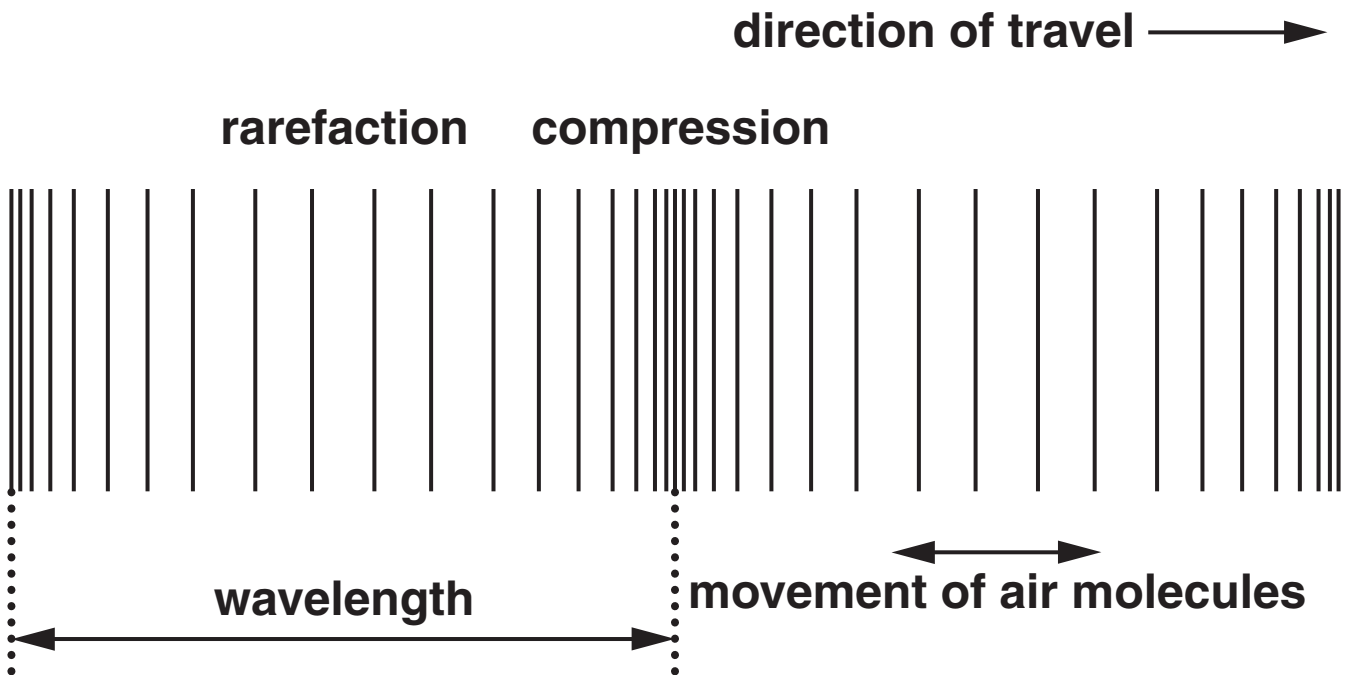 direction of travel
rarefaction compression
wavelength
movement of air molecules